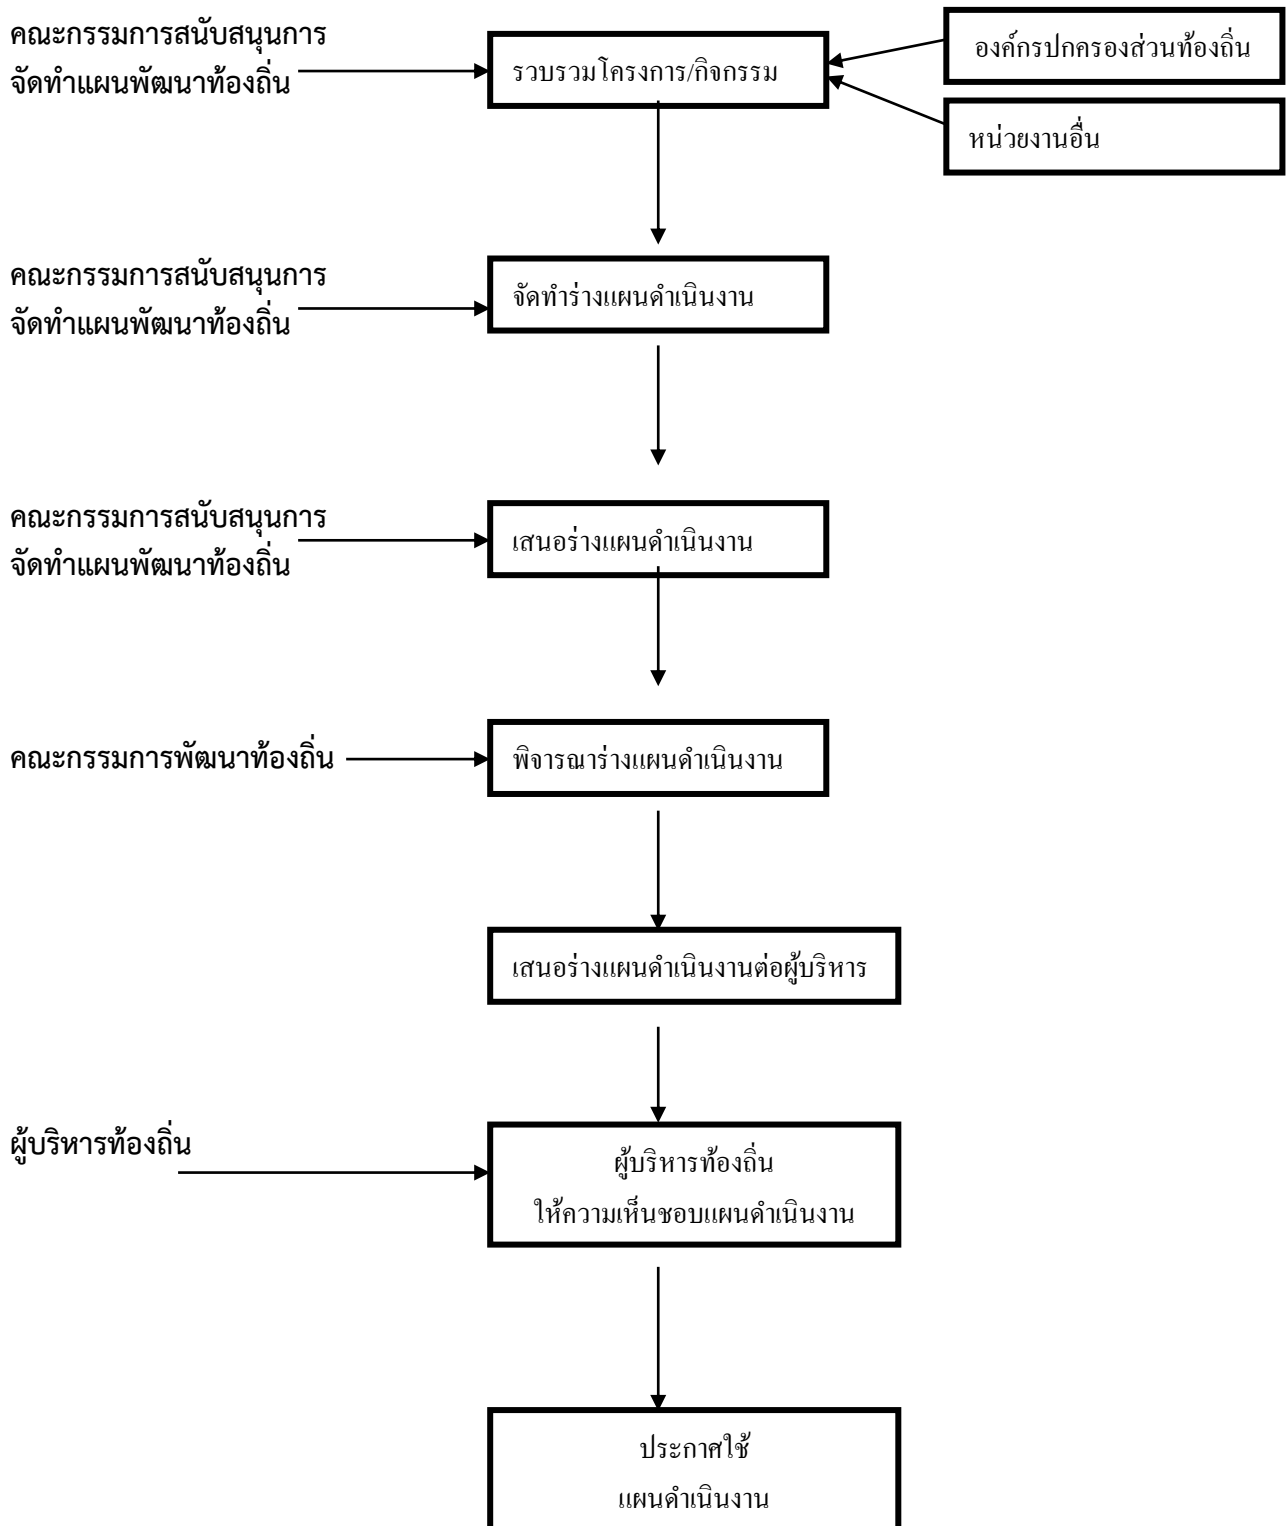 คณะกรรมการสนับสนุนการ
จัดทำแผนพัฒนาท้องถิ่น
รวบรวมโครงการ/กิจกรรม
องค์กรปกครองส่วนท้องถิ่น
หน่วยงานอื่น
คณะกรรมการสนับสนุนการ
จัดทำแผนพัฒนาท้องถิ่น
จัดทำร่างแผนดำเนินงาน
คณะกรรมการสนับสนุนการ
จัดทำแผนพัฒนาท้องถิ่น
เสนอร่างแผนดำเนินงาน
คณะกรรมการพัฒนาท้องถิ่น
พิจารณาร่างแผนดำเนินงาน
เสนอร่างแผนดำเนินงานต่อผู้บริหาร
ผู้บริหารท้องถิ่น
ผู้บริหารท้องถิ่น
ให้ความเห็นชอบแผนดำเนินงาน
ประกาศใช้
แผนดำเนินงาน